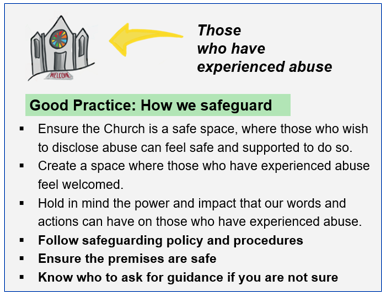 Those
who have
experienced abuse
WELCOME
Good Practice: How we safeguard
▪ Ensure the Church is a safe space, where those who wish
to disclose abuse can feel safe and supported to do so.
▪ Create a space where those who have experienced abuse
feel welcomed.
▪ Hold in mind the power and impact that our words and
actions can have on those who have experienced abuse.
▪ Follow safeguarding policy and procedures
▪ Ensure the premises are safe
▪ Know who to ask for guidance if you are not sure